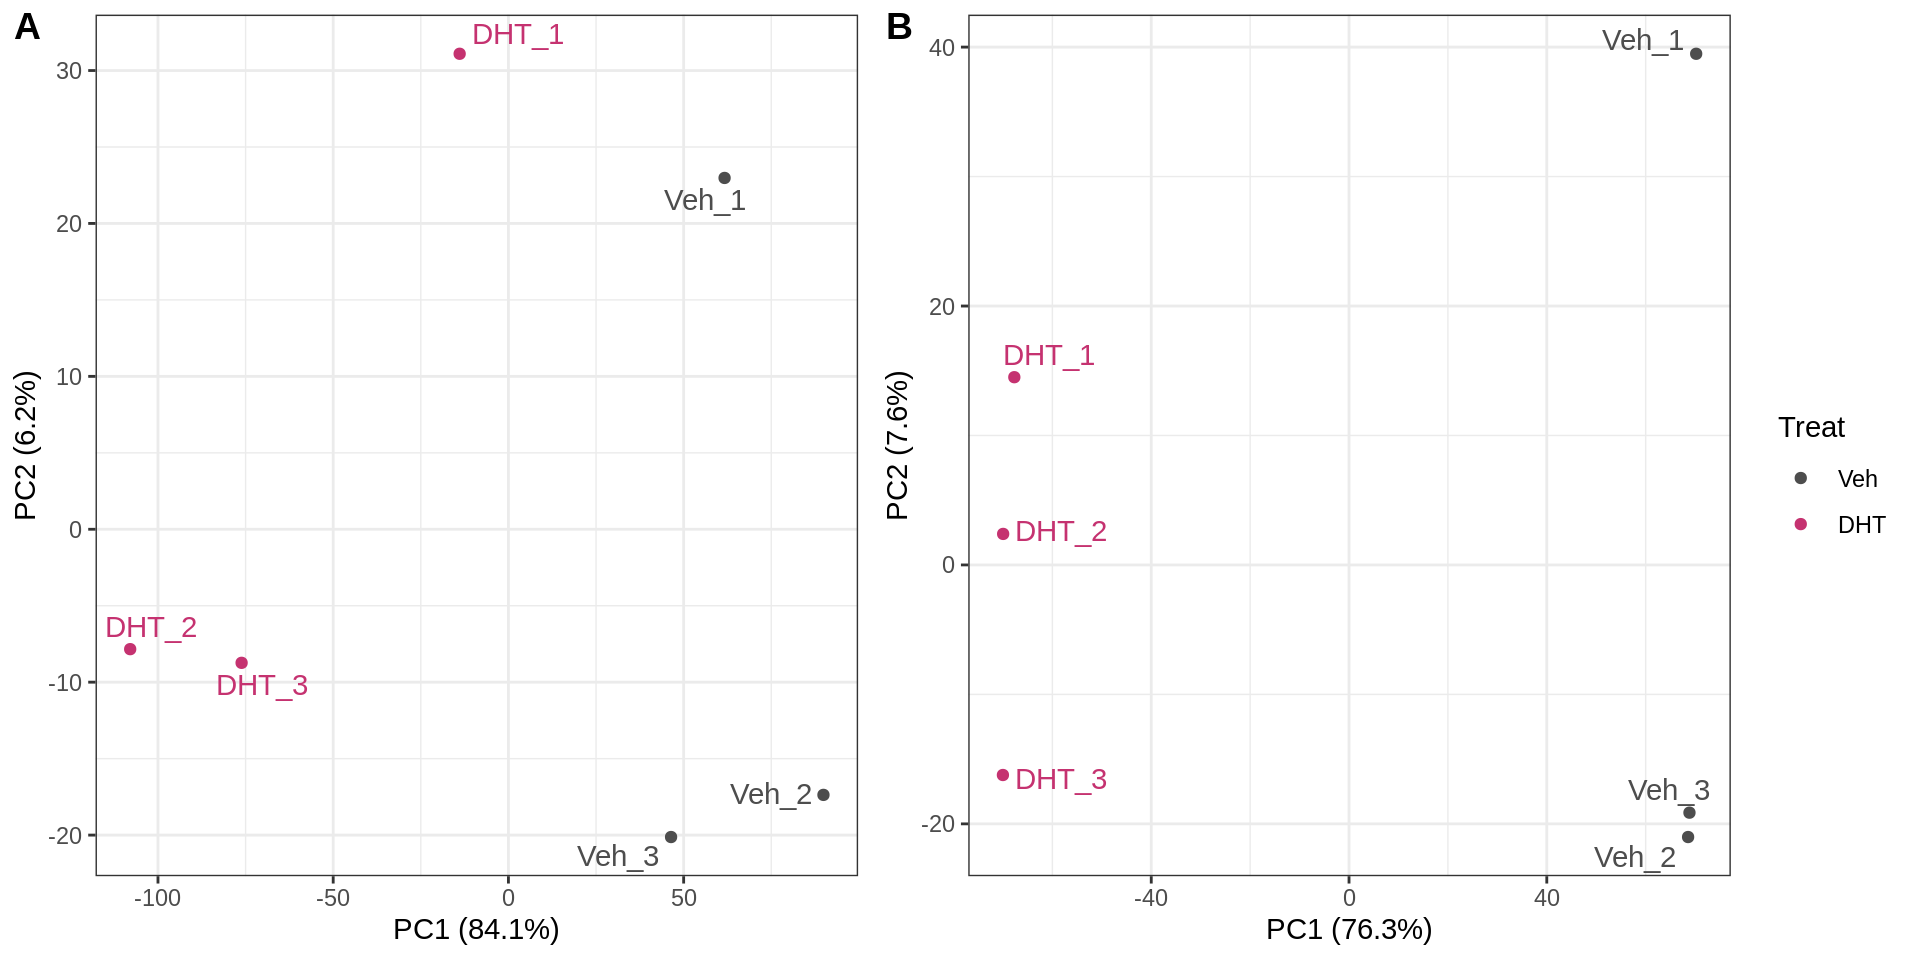 A
DHT_1
30
Veh_1
20
PC2 (6.2%)
10
0
DHT_2
DHT_3
-10
Veh_2
-20
Veh_3
-100 -50 0 50
PC1 (84.1%)
B
Veh_1
40
20
DHT_1
PC2 (7.6%)
DHT_2
0
DHT_3
Veh_3
-20
Veh_2
-40 0 40
PC1 (76.3%)
Treat
Veh
DHT